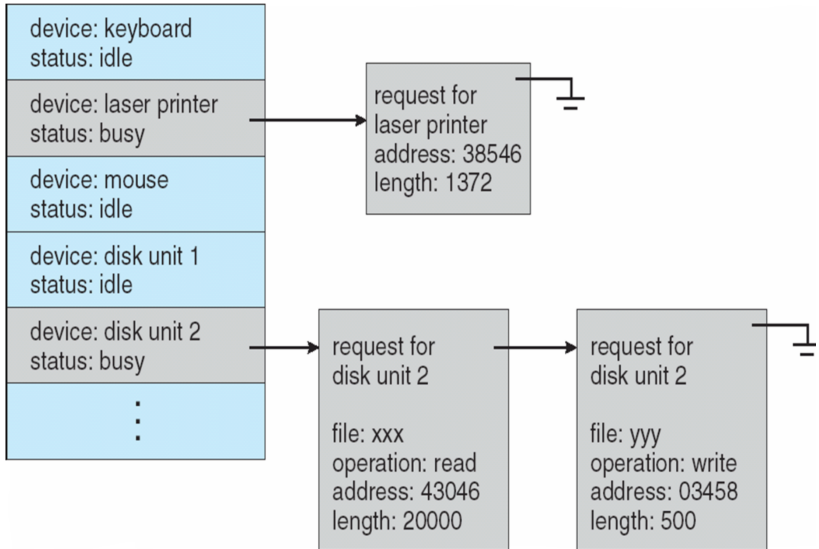 device: keyboard
status: idle
device: laser printer
status: busy
device: mouse
status: idle
device: disk unit 1
status: idle
device: disk unit 2
status: busy
request for
laser printer
address: 38546
length: 1372
request for
disk unit 2
file: xxx
operation: read
address: 43046
length: 20000
request for
disk unit 2
file: yyy
operation: write
address: 03458
length: 500